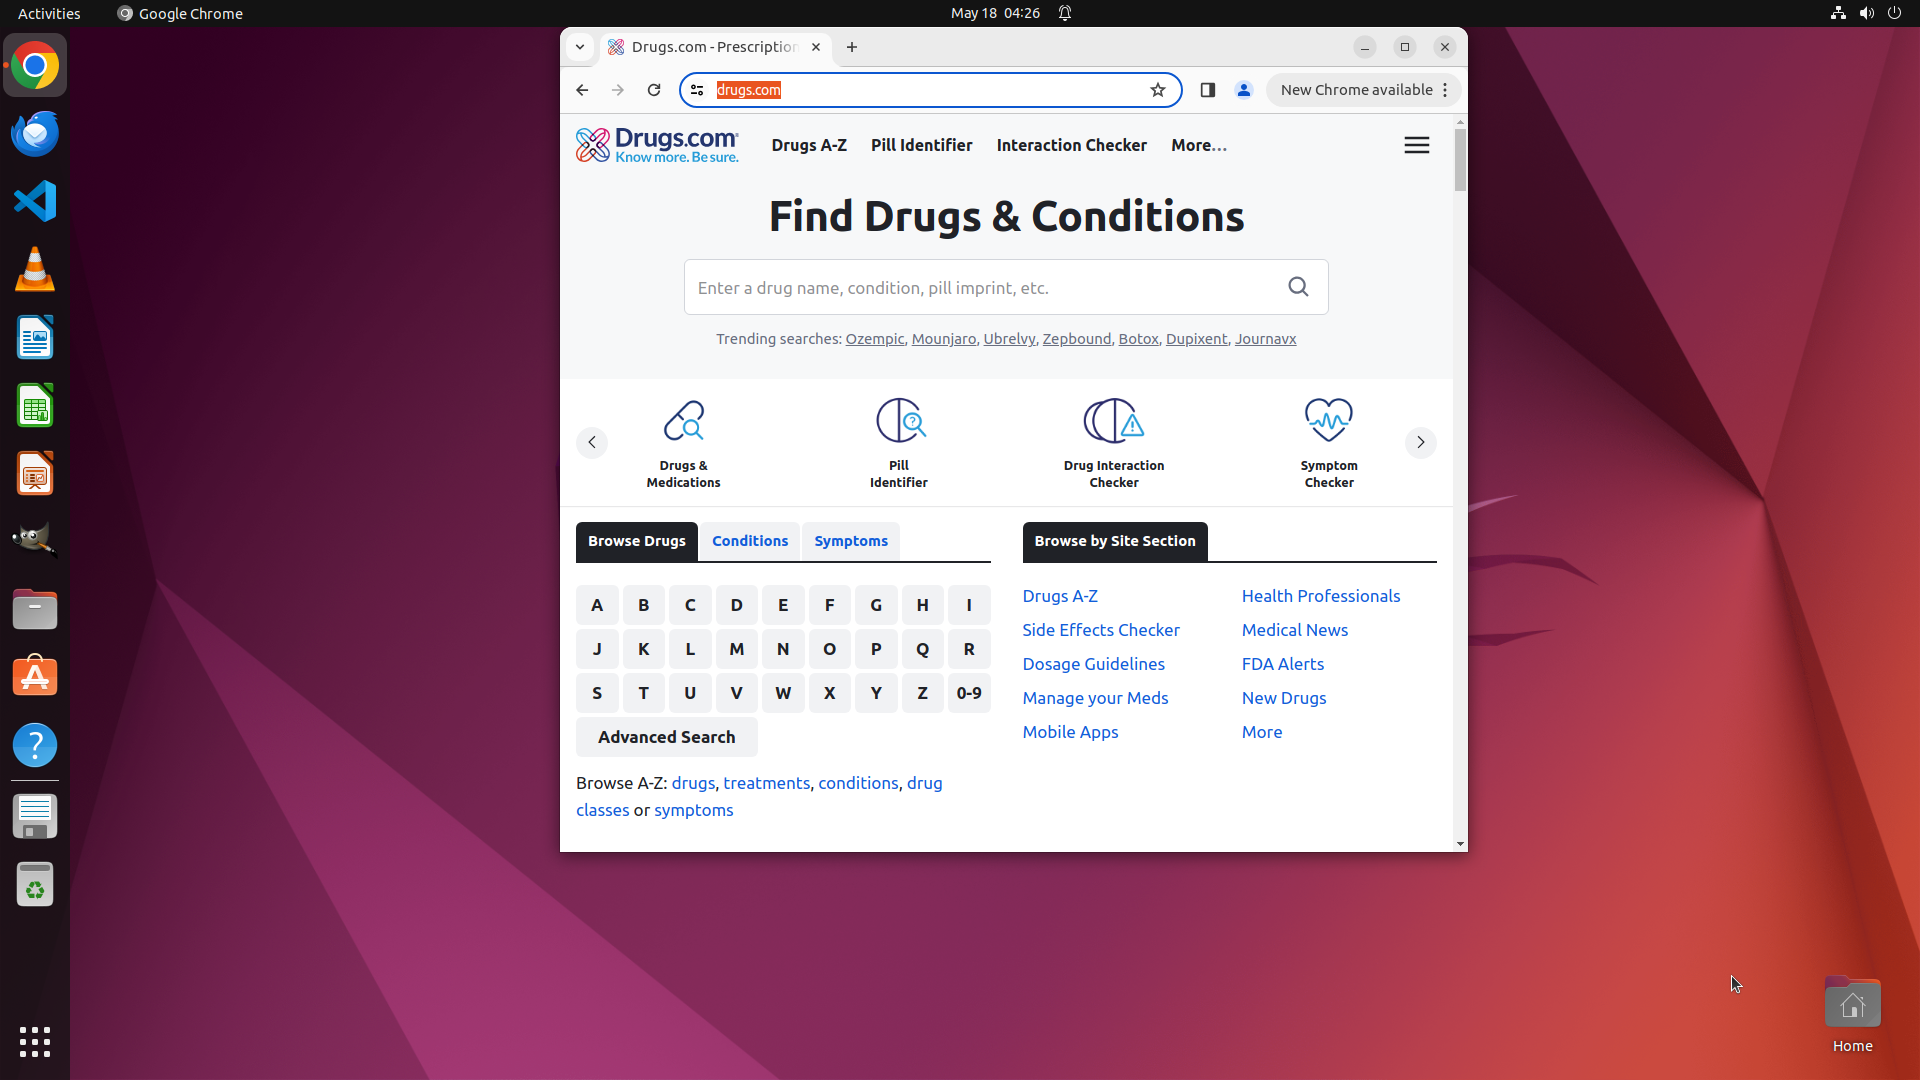 Activities
Google Chrome
May 18 04:26
Drugs.com - Prescription
drugs.com
New Chrome available
Drugs.com
Know more. Be sure.
Drugs A-Z
Pill Identifier
Interaction Checker
More...
Find Drugs & Conditions
Enter a drug name, condition, pill imprint, etc.
Trending searches: Ozempic, Mounjaro, Ubrelvy, Zepbound, Botox, Dupixent, Journavx
Drugs &
Medications
Pill
Identifier
Drug Interaction
Checker
Symptom
Checker
Browse Drugs
Conditions
Symptoms
A B C D E F G H I
J K L M N O P Q R
S T U V W X Y Z 0-9
Advanced Search
Browse A-Z: drugs, treatments, conditions, drug
classes or symptoms
Browse by Site Section
Drugs A-Z
Side Effects Checker
Dosage Guidelines
Manage your Meds
Mobile Apps
Health Professionals
Medical News
FDA Alerts
New Drugs
More
Home